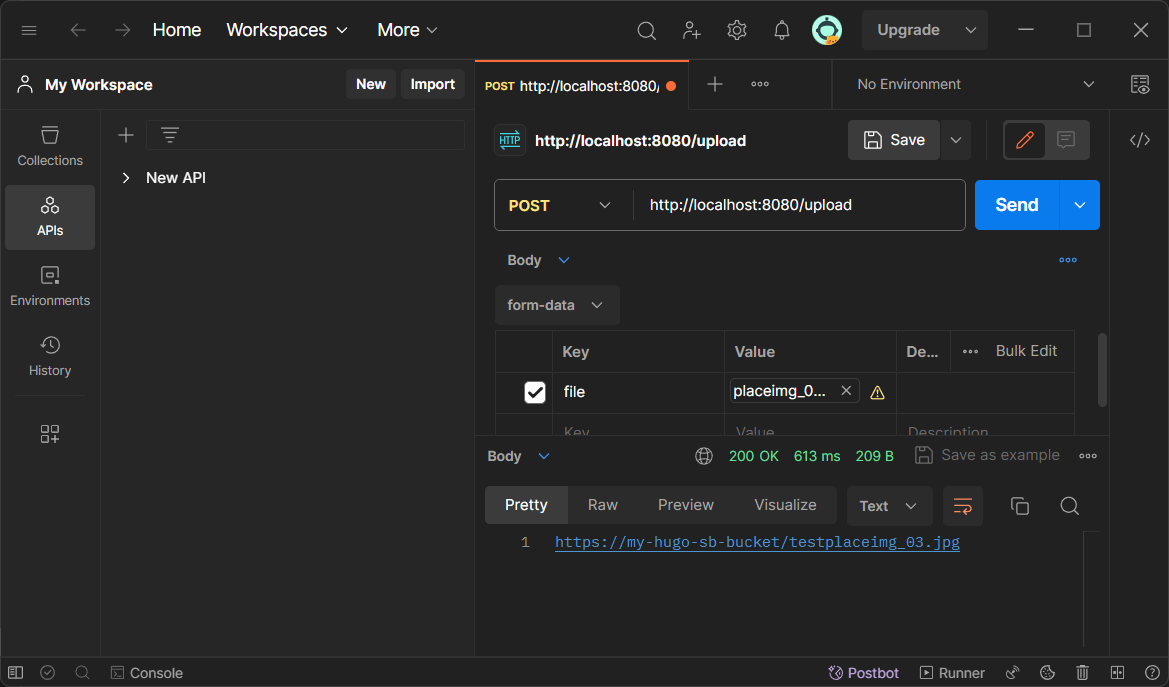 Home Workspaces More Upgrade
My Workspace New Import POST http://localhost:8080/ No Environment
HTTP http://localhost:8080/upload Save
Collections
New API
APIs
POST http://localhost:8080/upload Send
Body
Environments
form-data
History
Key Value De... Bulk Edit
file placeimg_0...
Key Value Description
Body 200 OK 613 ms 209 B Save as example
Pretty Raw Preview Visualize Text
1 https://my-hugo-sb-bucket/testplaceimg_03.jpg
Console Postbot Runner